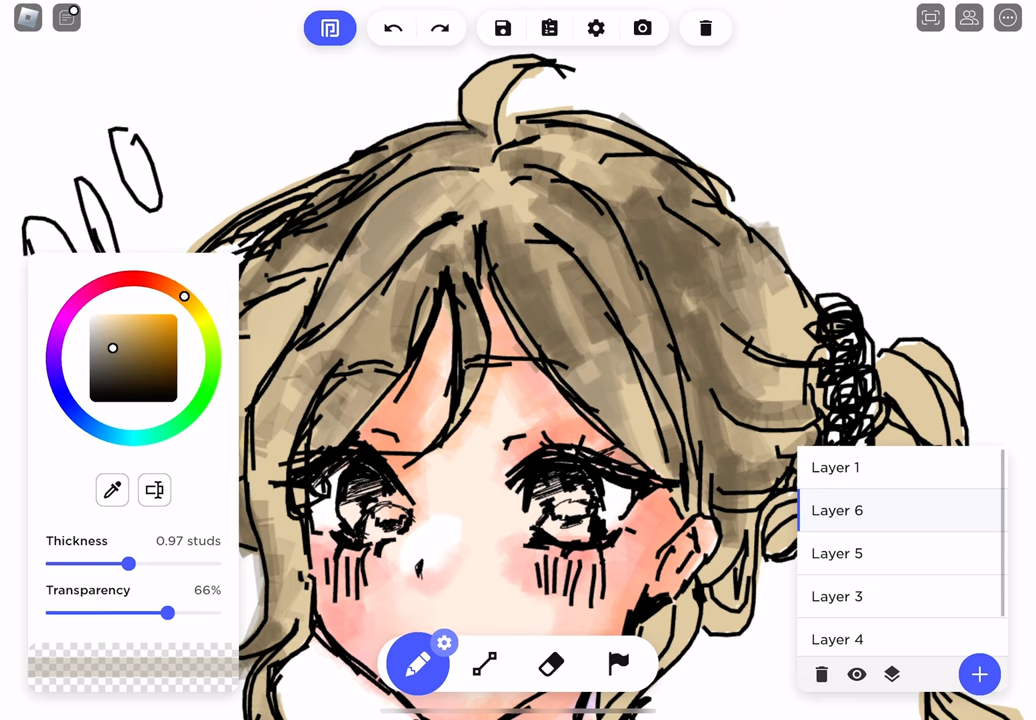 Thickness 0.97 studs
Transparency 66%
Layer 1
Layer 6
Layer 5
Layer 3
Layer 4